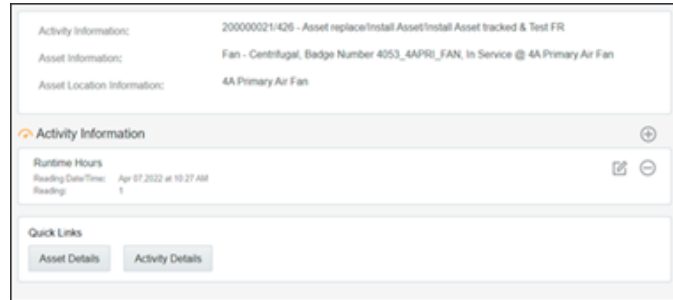 Activity Information: 200000021/426 - Asset replace/Install Asset/Install Asset tracked & Test FR
Asset Information: Fan - Centrifugal, Badge Number 4053_4APRI_FAN, In Service @ 4A Primary Air Fan
Asset Location Information: 4A Primary Air Fan
Activity Information
Runtime Hours
Reading Date/Time: Apr 07,2022 at 10:27 AM
Reading: 1
Quick Links
Asset Details Activity Details